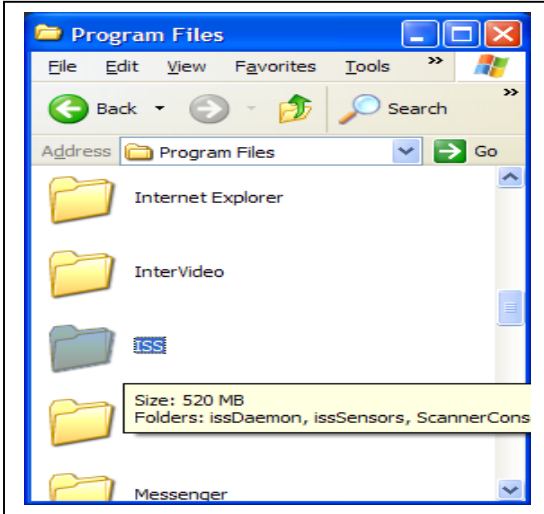 Program Files
File Edit View Favorites Tools »
Back Search »
Address Program Files Go
Internet Explorer
InterVideo
ISS
Size: 520 MB
Folders: issDaemon, issSensors, ScannerCons
Messenger